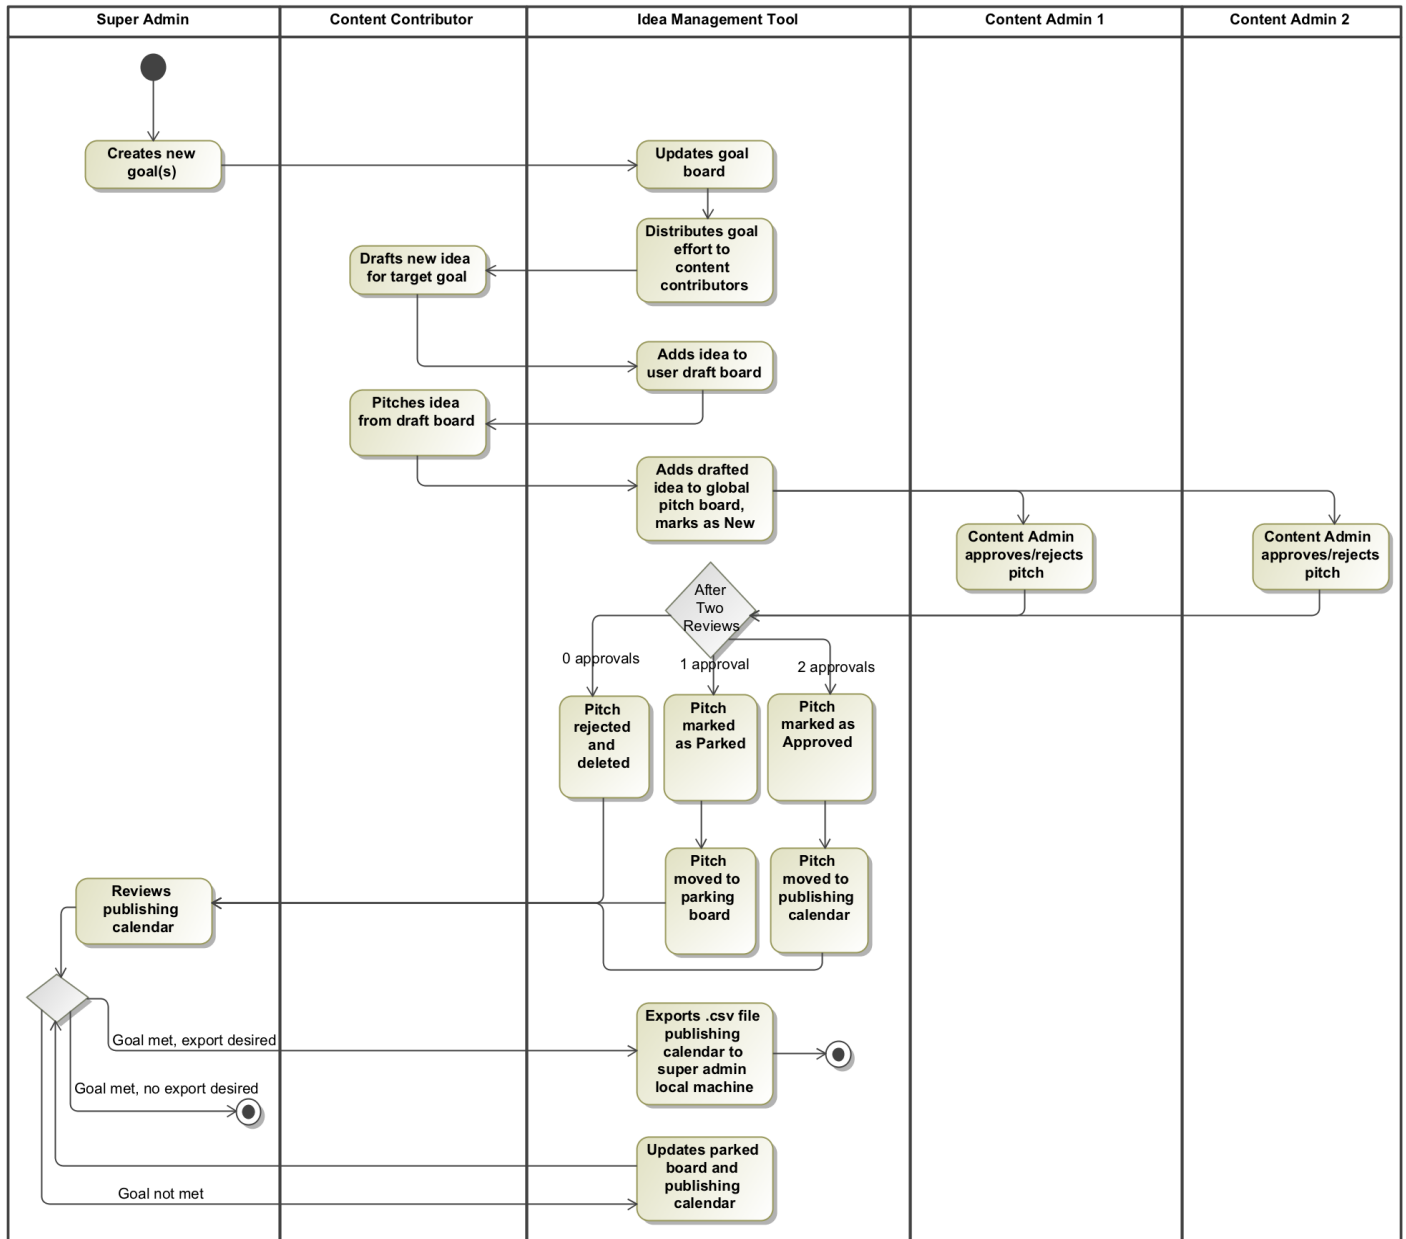 Super Admin
Content Contributor
Idea Management Tool
Content Admin 1
Content Admin 2
Creates new
goal(s)
Updates goal
board
Distributes goal
effort to
content
contributors
Drafts new idea
for target goal
Adds idea to
user draft board
Pitches idea
from draft board
Adds drafted
idea to global
pitch board,
marks as New
Content Admin
approves/rejects
pitch
Content Admin
approves/rejects
pitch
After
Two
Reviews
0 approvals
1 approval
2 approvals
Pitch
rejected
and
deleted
Pitch
marked
as Parked
Pitch
marked as
Approved
Pitch
moved to
parking
board
Pitch
moved to
publishing
calendar
Reviews
publishing
calendar
Goal met, export desired
Exports .csv file
publishing
calendar to
super admin
local machine
Goal met, no export desired
Updates parked
board and
publishing
calendar
Goal not met